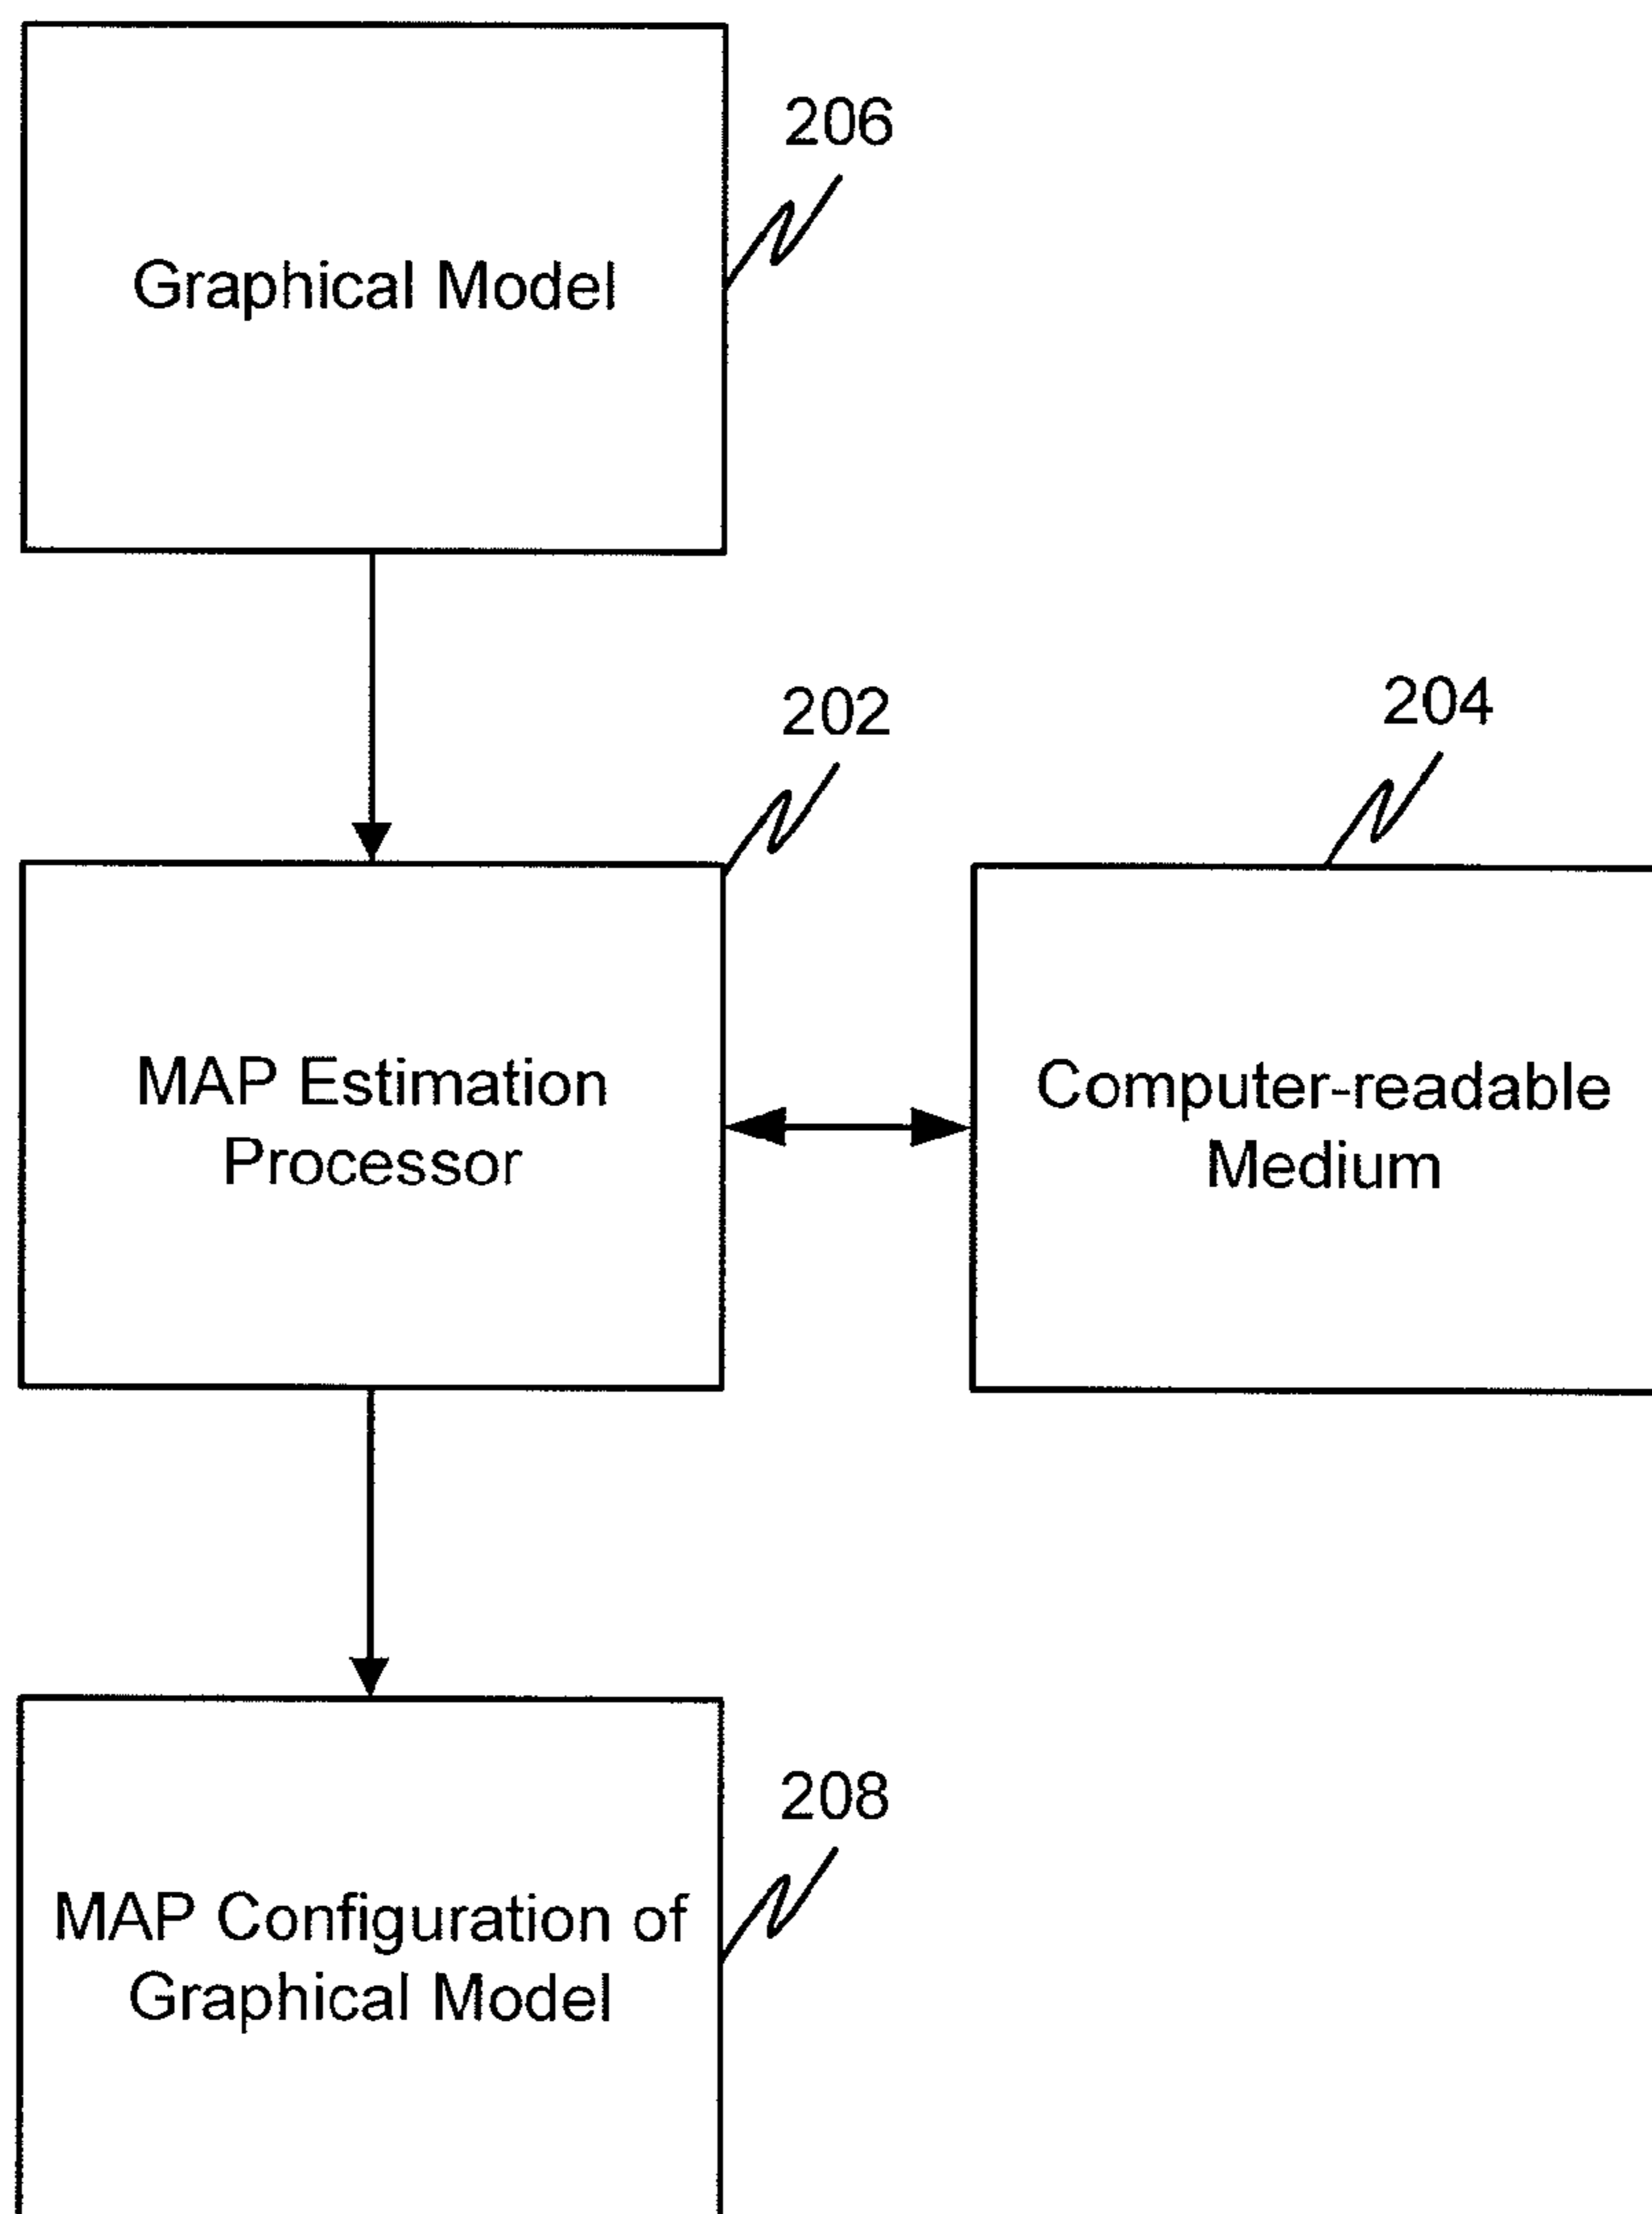 206
Graphical Model
202
204
MAP Estimation
Processor
Computer-readable
Medium
208
MAP Configuration of
Graphical Model